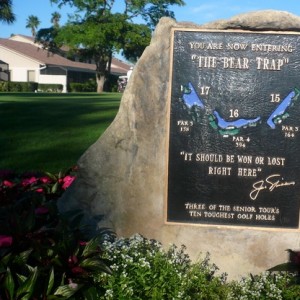 YOU ARE NOW ENTERING
"THE BEAR TRAP"
17
16
15
PAR 3
PAR 4
PAR 3
"IT SHOULD BE WON OR LOST
RIGHT HERE"
THREE OF THE SENIOR TOUR'S
TEN TOUGHEST GOLF HOLES